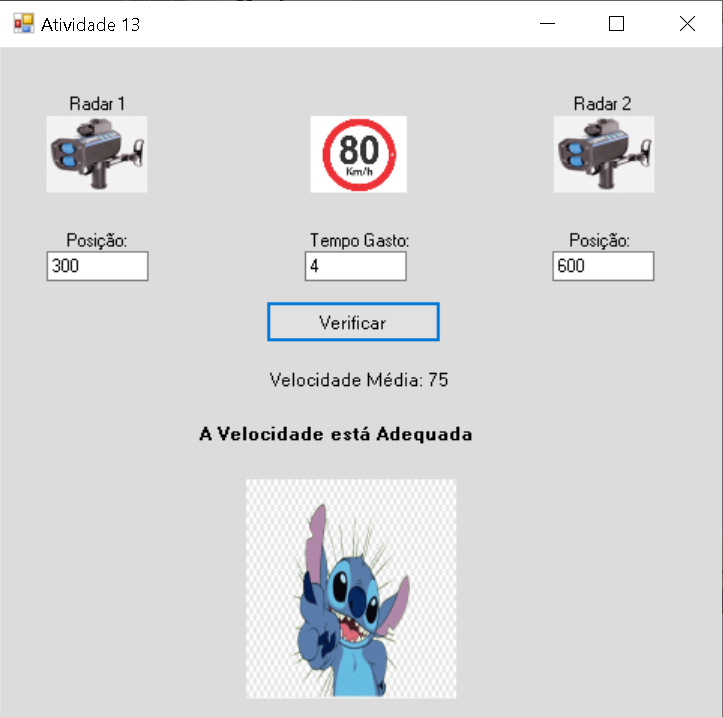 Atividade 13
Radar 1
Radar 2
80
Km/h
Posição:
Tempo Gasto:
Posição:
300
4
600
Verificar
Velocidade Média: 75
A Velocidade está Adequada